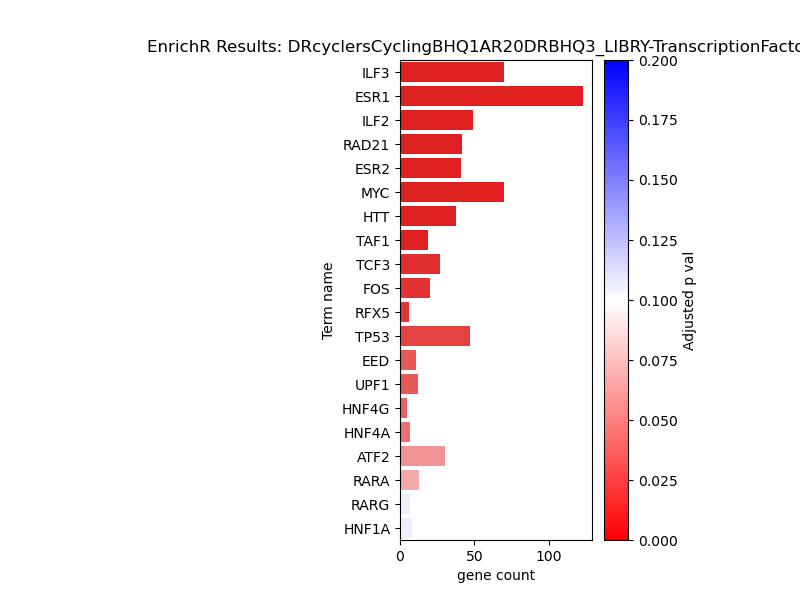 EnrichR Results: DRcyclersCyclingBHQ1AR20DRBHQ3_LIBRY-TranscriptionFacto
ILF3
ESR1
ILF2
RAD21
ESR2
MYC
HTT
TAF1
TCF3
FOS
RFX5
TP53
EED
UPF1
HNF4G
HNF4A
ATF2
RARA
RARG
HNF1A
Term name
0
50
100
gene count
0.200
0.175
0.150
0.125
0.100
0.075
0.050
0.025
0.000
Adjusted p val